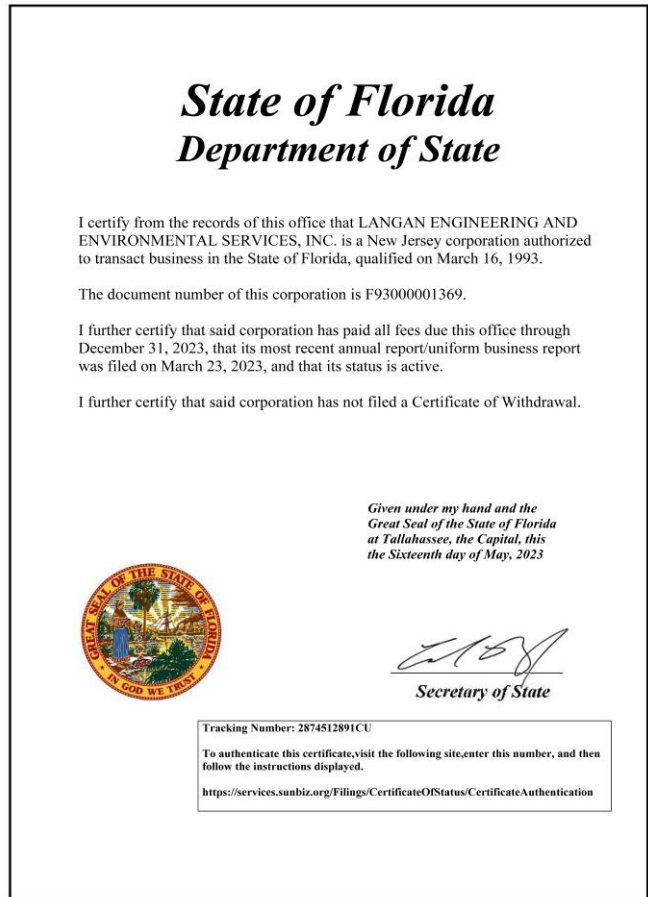 State of Florida
Department of State
I certify from the records of this office that LANGAN ENGINEERING AND
ENVIRONMENTAL SERVICES, INC. is a New Jersey corporation authorized
to transact business in the State of Florida, qualified on March 16, 1993.
The document number of this corporation is F93000001369.
I further certify that said corporation has paid all fees due this office through
December 31, 2023, that its most recent annual report/uniform business report
was filed on March 23, 2023, and that its status is active.
I further certify that said corporation has not filed a Certificate of Withdrawal.
Given under my hand and the
Great Seal of the State of Florida
at Tallahassee, the Capital, this
the Sixteenth day of May, 2023
GREAT SEAL OF THE STATE OF FLORIDA
IN GOD WE TRUST
Secretary of State
Tracking Number: 2874512891CU
To authenticate this certificate,visit the following site,enter this number, and then
follow the instructions displayed.
https://services.sunbiz.org/Filings/CertificateOfStatus/CertificateAuthentication